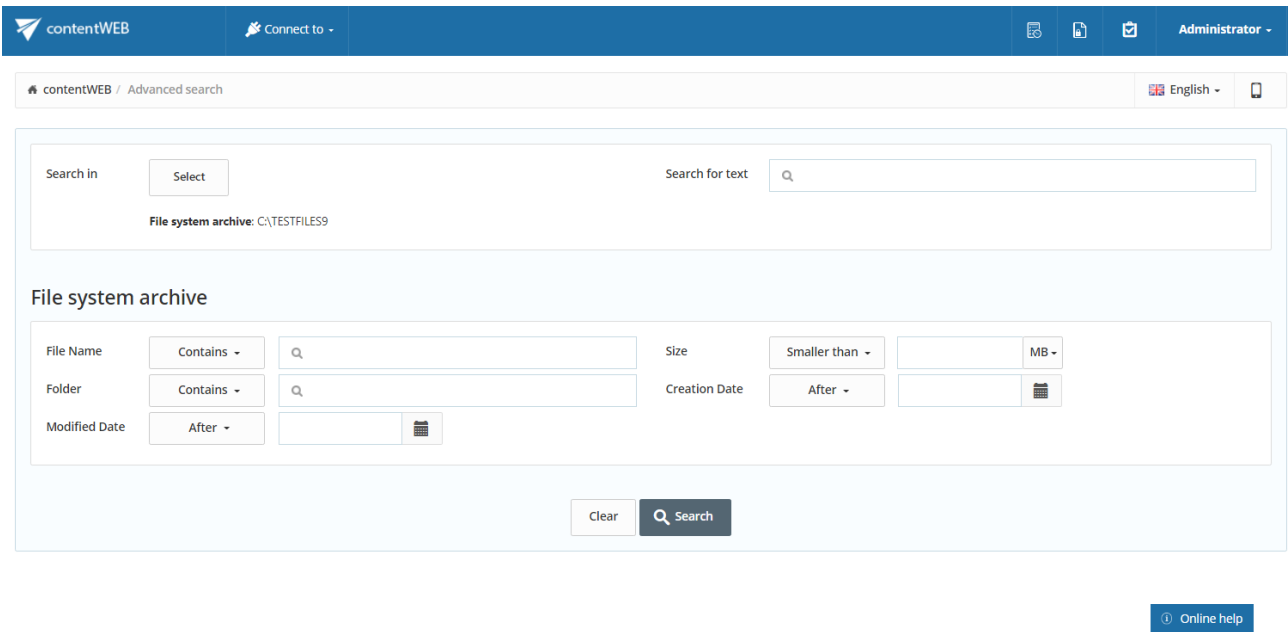 contentWEB Connect to Administrator
contentWEB / Advanced search English
Search in Select Search for text
File system archive: C:\TESTFILES9
File system archive
File Name Contains Size Smaller than MB
Folder Contains Creation Date After
Modified Date After
Clear Search
Online help